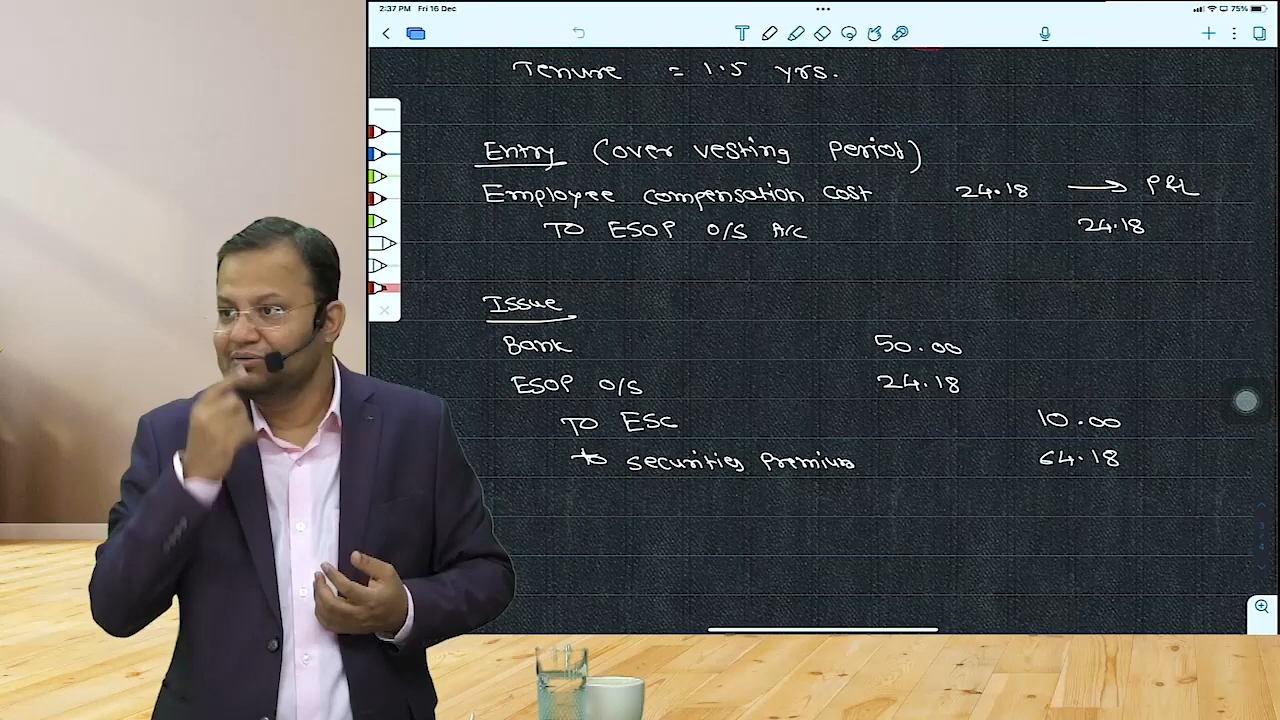 2:37 PM Fri 16 Dec
75%
Tenure = 1.5 yrs.
Entry (over vesting period)
Employee compensation cost 24.18 → P&L
To ESOP O/S A/c 24.18
Issue
Bank 50.00
ESOP O/S 24.18
To ESC 10.00
to securities premium 64.18